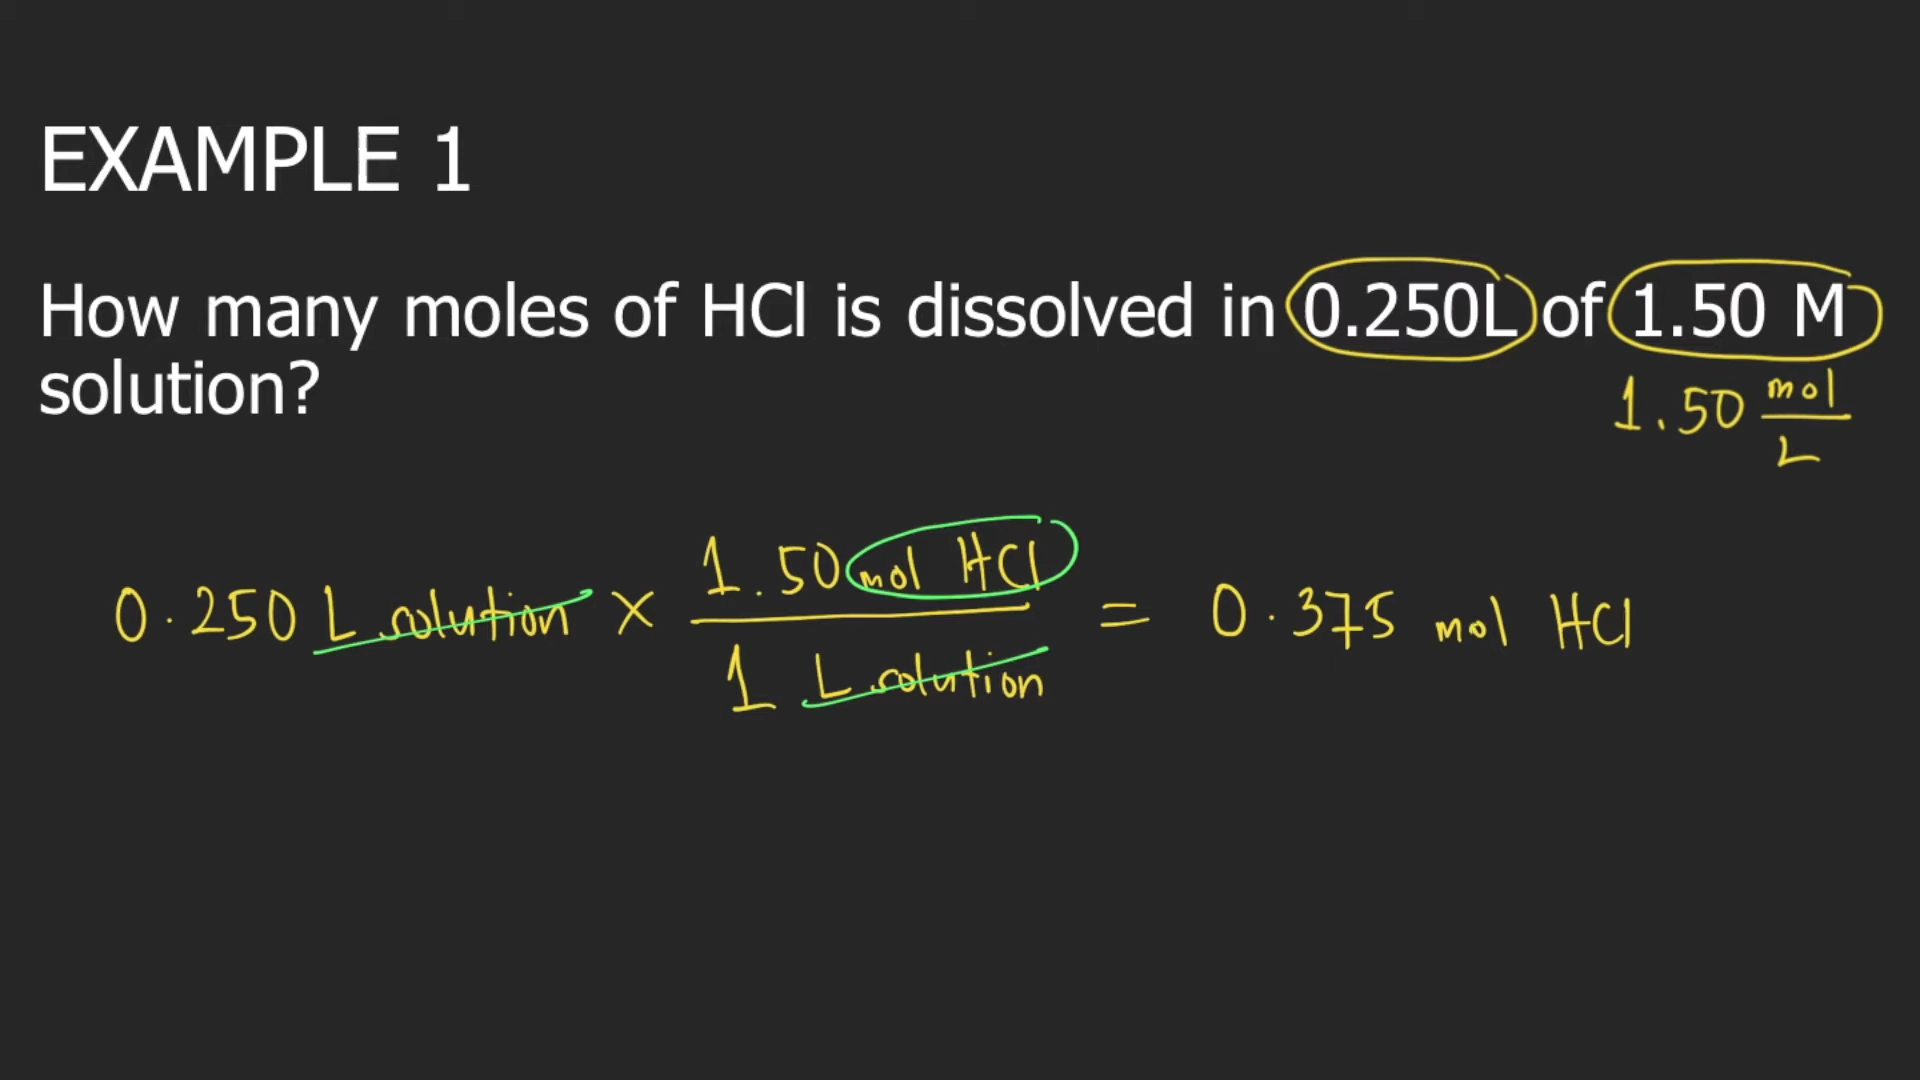 EXAMPLE 1
How many moles of HCl is dissolved in 0.250L of 1.50 M
solution?
1.50 mol/L
0.250 L solution × 1.50 mol HCl / 1 L solution = 0.375 mol HCl